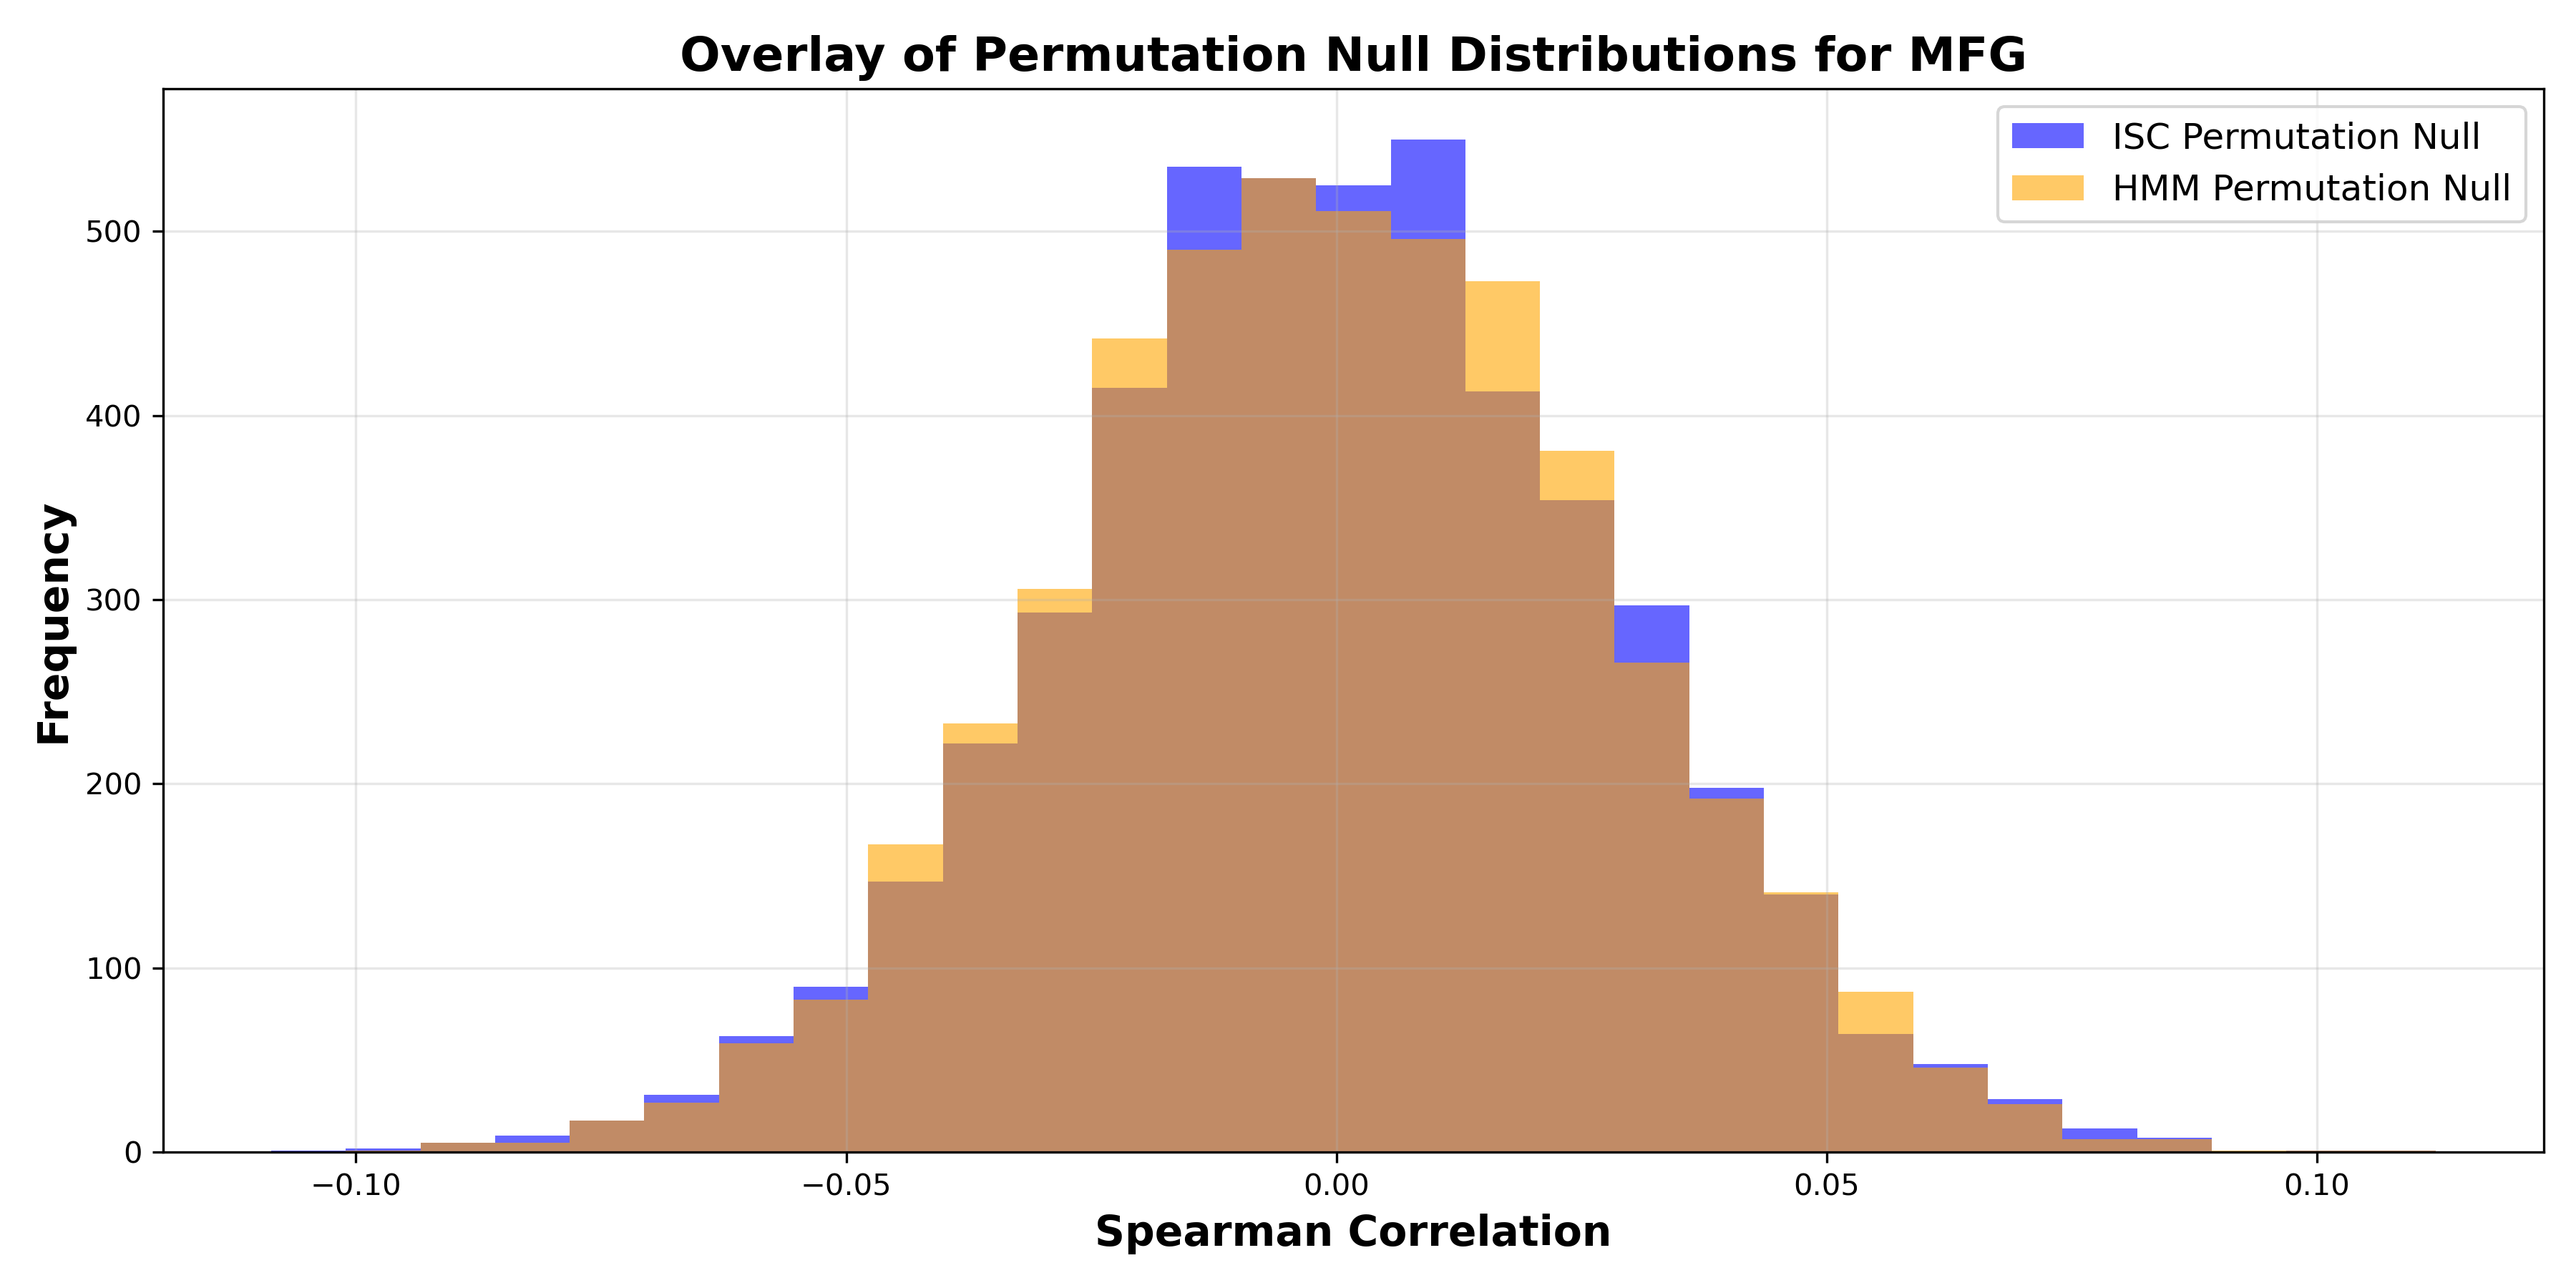 Overlay of Permutation Null Distributions for MFG
ISC Permutation Null
HMM Permutation Null
500
400
300
200
100
0
Frequency
−0.10
−0.05
0.00
0.05
0.10
Spearman Correlation